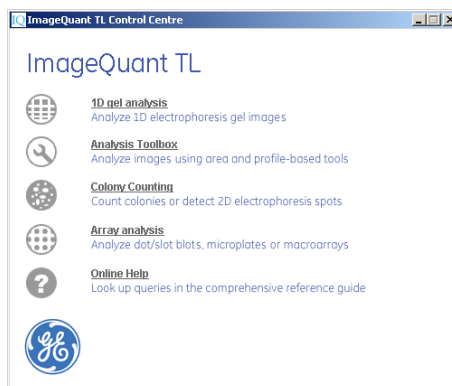 IQ ImageQuant TL Control Centre
ImageQuant TL
1D gel analysis
Analyze 1D electrophoresis gel images
Analysis Toolbox
Analyze images using area and profile-based tools
Colony Counting
Count colonies or detect 2D electrophoresis spots
Array analysis
Analyze dot/slot blots, microplates or macroarrays
? Online Help
Look up queries in the comprehensive reference guide
GE